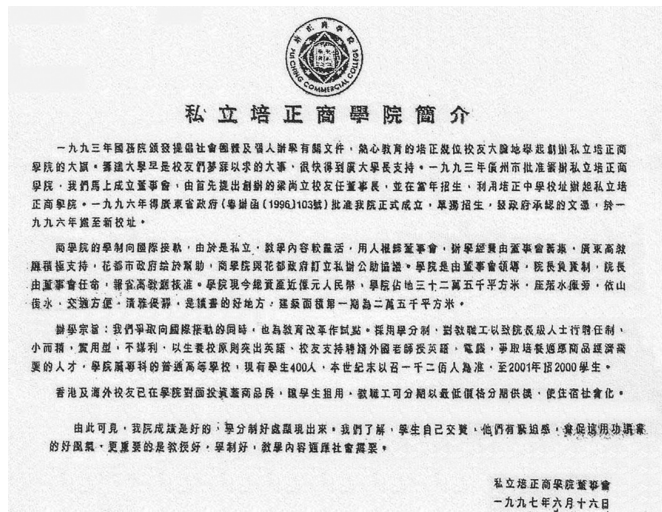 培正商學院
PUI CHING COMMERCIAL COLLEGE
私立培正商學院簡介
一九九三年國務院頒發提倡社會團體及個人辦學有關文件，熱心教育的培正幾位校友大膽地舉起創辦私立培正商
學院的大旗。籌建大學早是校友們夢寐以求的大事，很快得到廣大學長支持。一九九三年廣州市批准籌辦私立培正商
學院，我們馬上成立董事會，由首先提出創辦的梁尚立校友任董事長，並在當年招生，利用培正中學校址辦起私立培
正商學院。一九九六年得廣東省政府(粵辦函(1996)103號)批准我院正式成立，單獨招生，發政府承認的文憑，於一
九九六年遷至新校址。
商學院的學制向國際接軌，由於是私立，教學內容較靈活，用人權歸董事會，辦學經費由董事會籌集，廣東高教
廳積極支持，花都市政府給於幫助，商學院與花都政府訂立私辦公助協議。學院是由董事會領導，院長負責制，院長
由董事會任命，報省高教廳核准。學院現今總資產近億元人民幣，學院佔地三十二萬五千平方米，座落水庫旁，依山
傍水，交通方便，清雅優靜，是讀書的好地方，建築面積第一期為二萬五千平方米。
辦學宗旨：我們爭取向國際接軌的同時，也為教育改革作試點。採用學分制，對教職工以致院長級人士行聘任制，
小而精，實用型，不謀利，以生養校原則突出英語、校友支持聘請外國老師授英語，電腦，爭取培養適應商品經濟需
要的人才，學院屬專科的普通高等學校，現有學生400人，本世紀末以召一千二佰人為准，至2001年招2000學生。
香港及海外校友已在學院對面投資蓋商品房，讓學生租用，教職工可分期以最低價格分期供樓，使住宿社會化。
由此可見，我院成績是好的，學分制好處顯現出來。我們了解，學生自己交費，他們有緊迫感，會促進用功讀書
的好風氣，更重要的是教授好，學制好，教學內容適應社會需要。
私立培正商學院董事會
一九九七年六月十六日